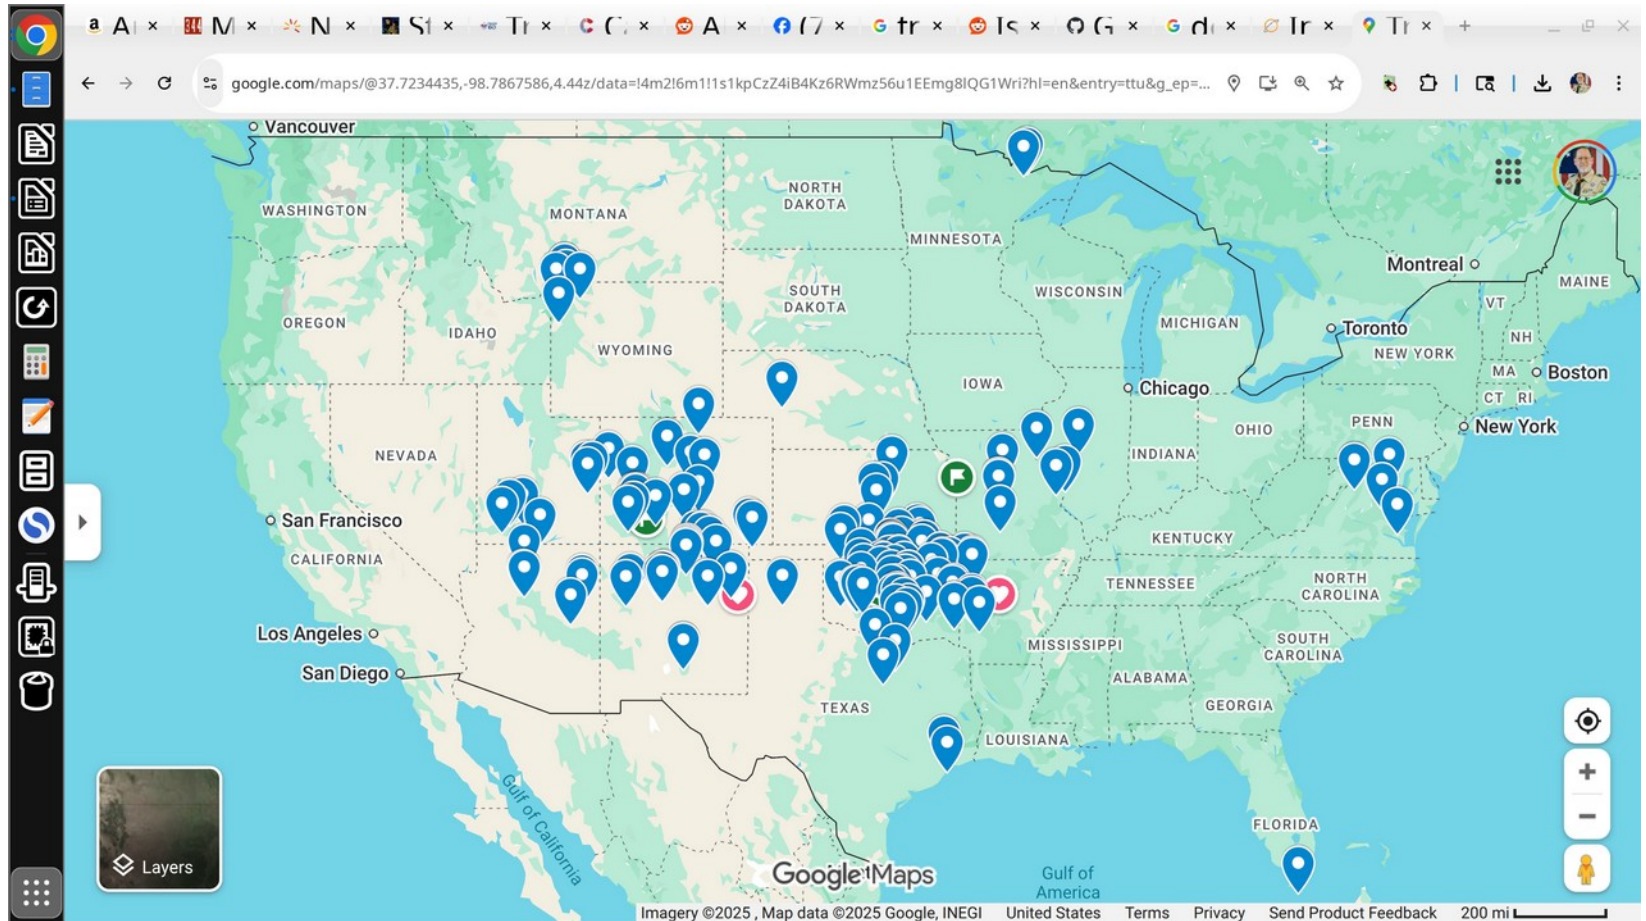 google.com/maps/@37.7234435,-98.7867586,4.44z/data=!4m2!6m1!1s1kpCzZ4iB4Kz6RWmz56u1EEmg8lQG1Wri?hl=en&entry=ttu&g_ep=...
Vancouver
WASHINGTON
MONTANA
NORTH
DAKOTA
MINNESOTA
Montreal
MAINE
OREGON
IDAHO
SOUTH
DAKOTA
WISCONSIN
MICHIGAN
VT
Toronto
NH
WYOMING
NEW YORK
MA
Boston
IOWA
Chicago
CT
RI
PENN
New York
OHIO
NEVADA
INDIANA
San Francisco
CALIFORNIA
KENTUCKY
TENNESSEE
NORTH
CAROLINA
Los Angeles
San Diego
MISSISSIPPI
SOUTH
CAROLINA
ALABAMA
TEXAS
GEORGIA
LOUISIANA
Gulf of California
FLORIDA
Layers
Google Maps
Gulf of
America
Imagery ©2025 , Map data ©2025 Google, INEGI United States Terms Privacy Send Product Feedback 200 mi